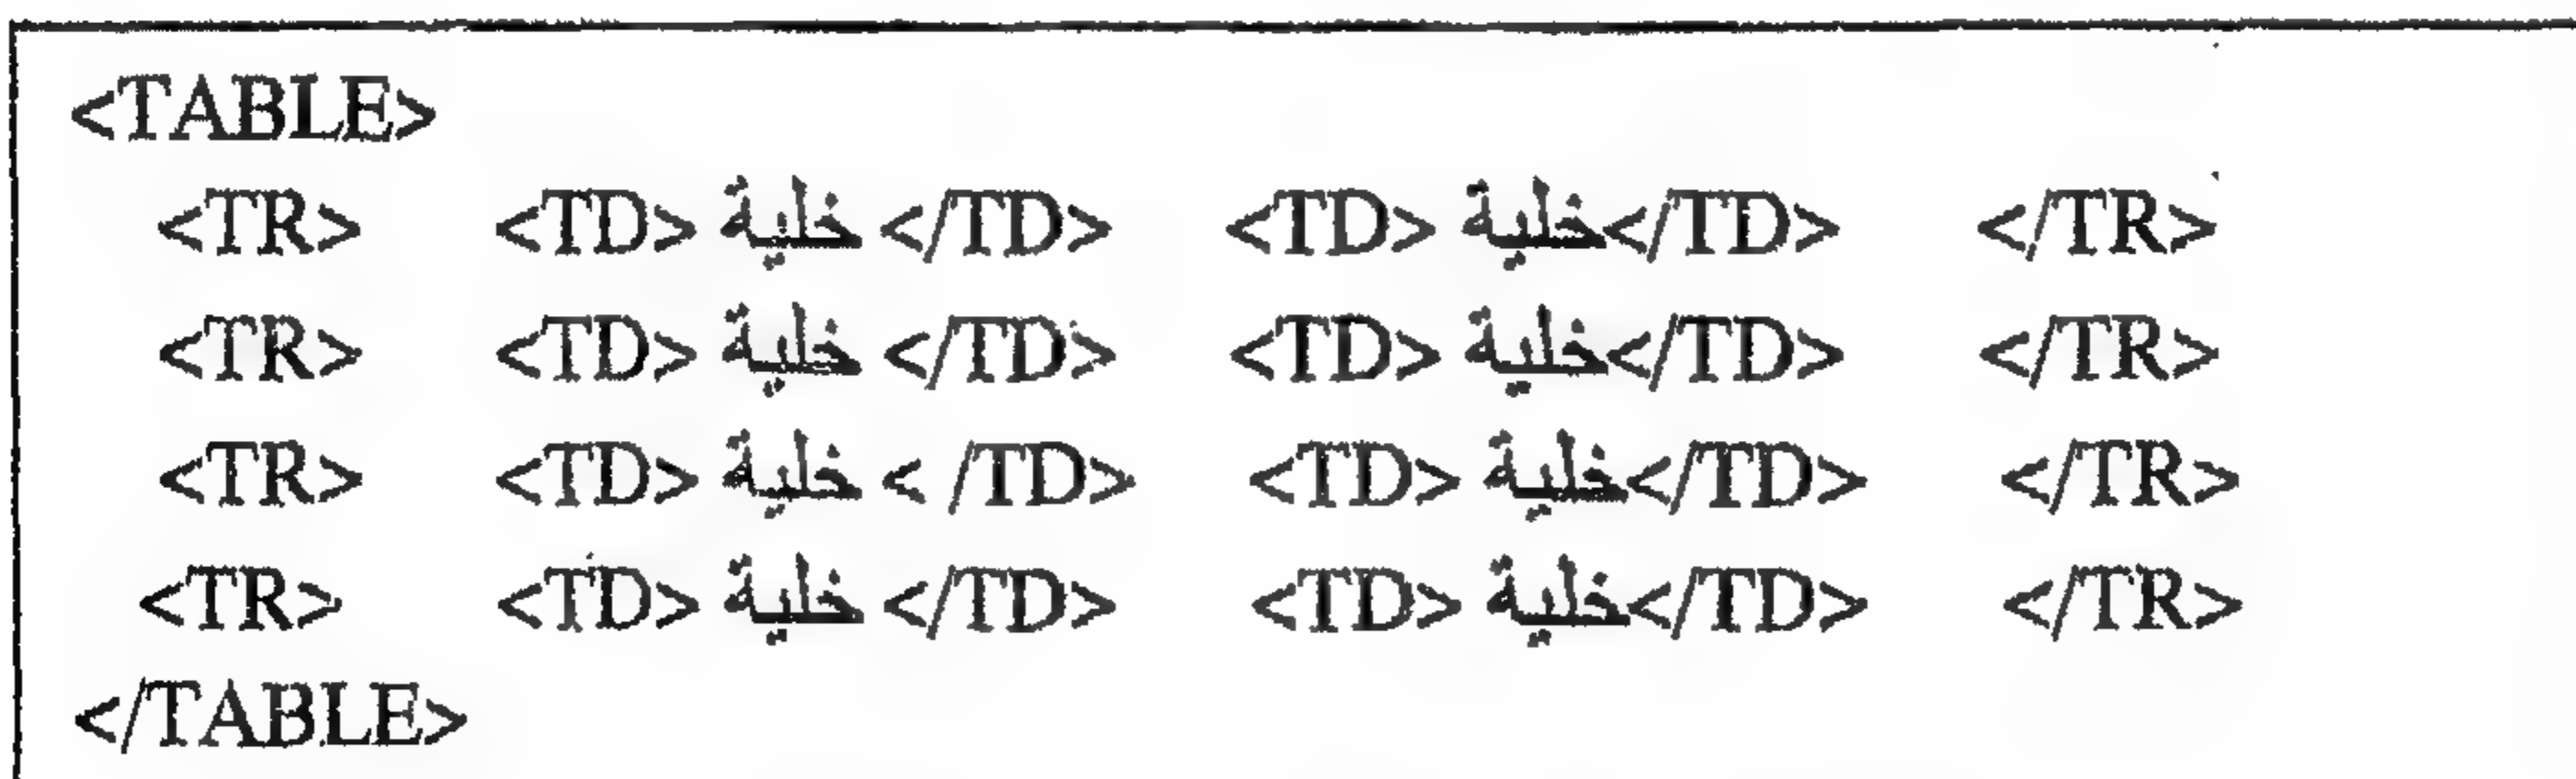 <TABLE>
<TR> <TD> خلية </TD> <TD> خلية</TD> </TR>
<TR> <TD> خلية </TD> <TD> خلية</TD> </TR>
<TR> <TD> خلية < /TD> <TD> خلية</TD> </TR>
<TR> <TD> خلية </TD> <TD> خلية</TD> </TR>
</TABLE>